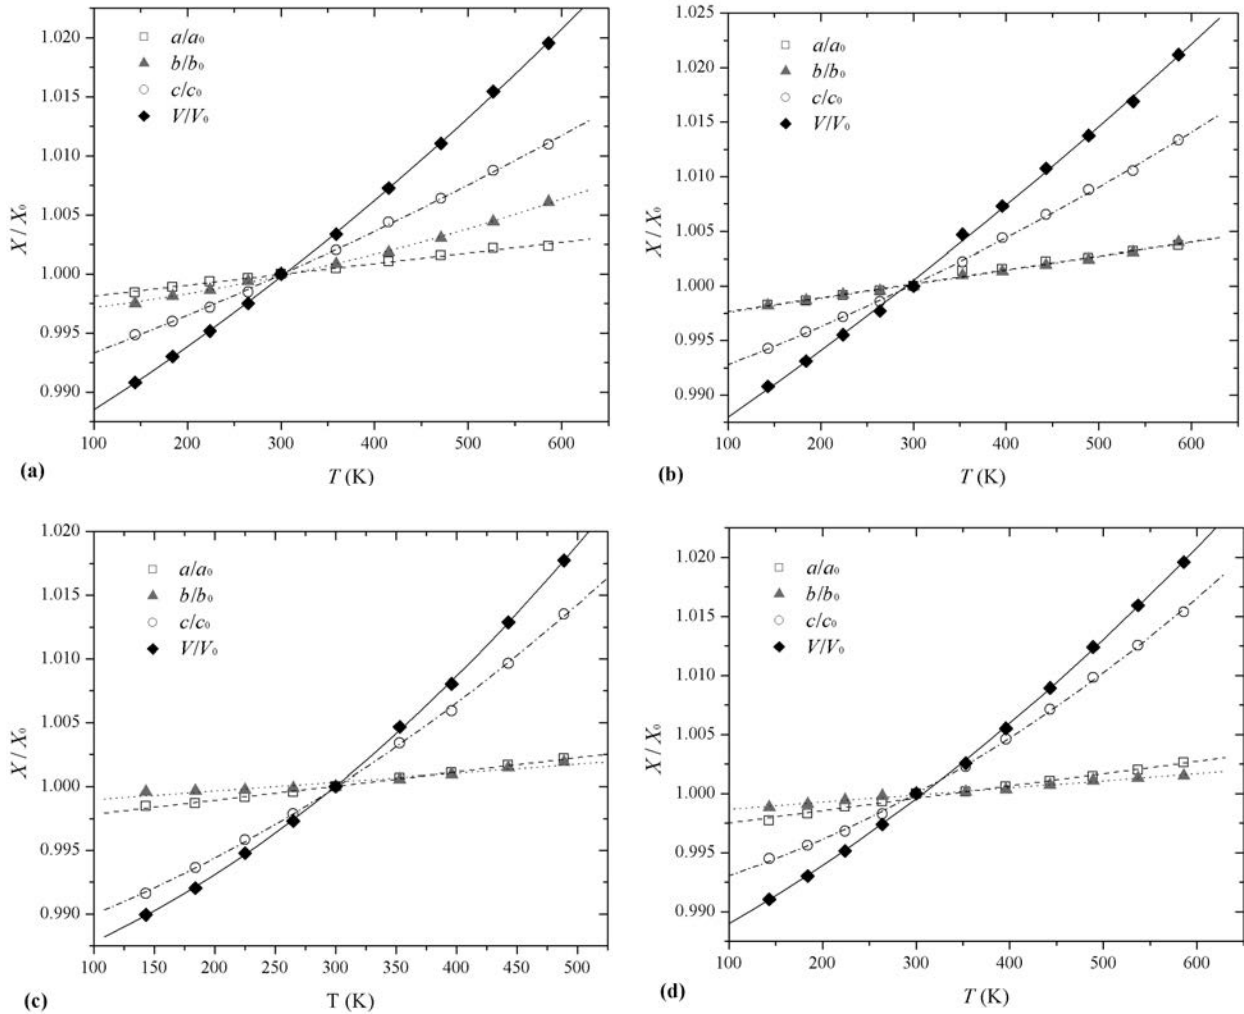 1.020
1.015
1.010
1.005
1.000
0.995
0.990
X / X₀
a/a₀
b/b₀
c/c₀
V/V₀
100 200 300 400 500 600
T (K)
(a)
1.025
1.020
1.015
1.010
1.005
1.000
0.995
0.990
X / X₀
a/a₀
b/b₀
c/c₀
V/V₀
100 200 300 400 500 600
T (K)
(b)
1.020
1.015
1.010
1.005
1.000
0.995
0.990
X / X₀
a/a₀
b/b₀
c/c₀
V/V₀
100 150 200 250 300 350 400 450 500
T (K)
(c)
1.020
1.015
1.010
1.005
1.000
0.995
0.990
X / X₀
a/a₀
b/b₀
c/c₀
V/V₀
100 200 300 400 500 600
T (K)
(d)